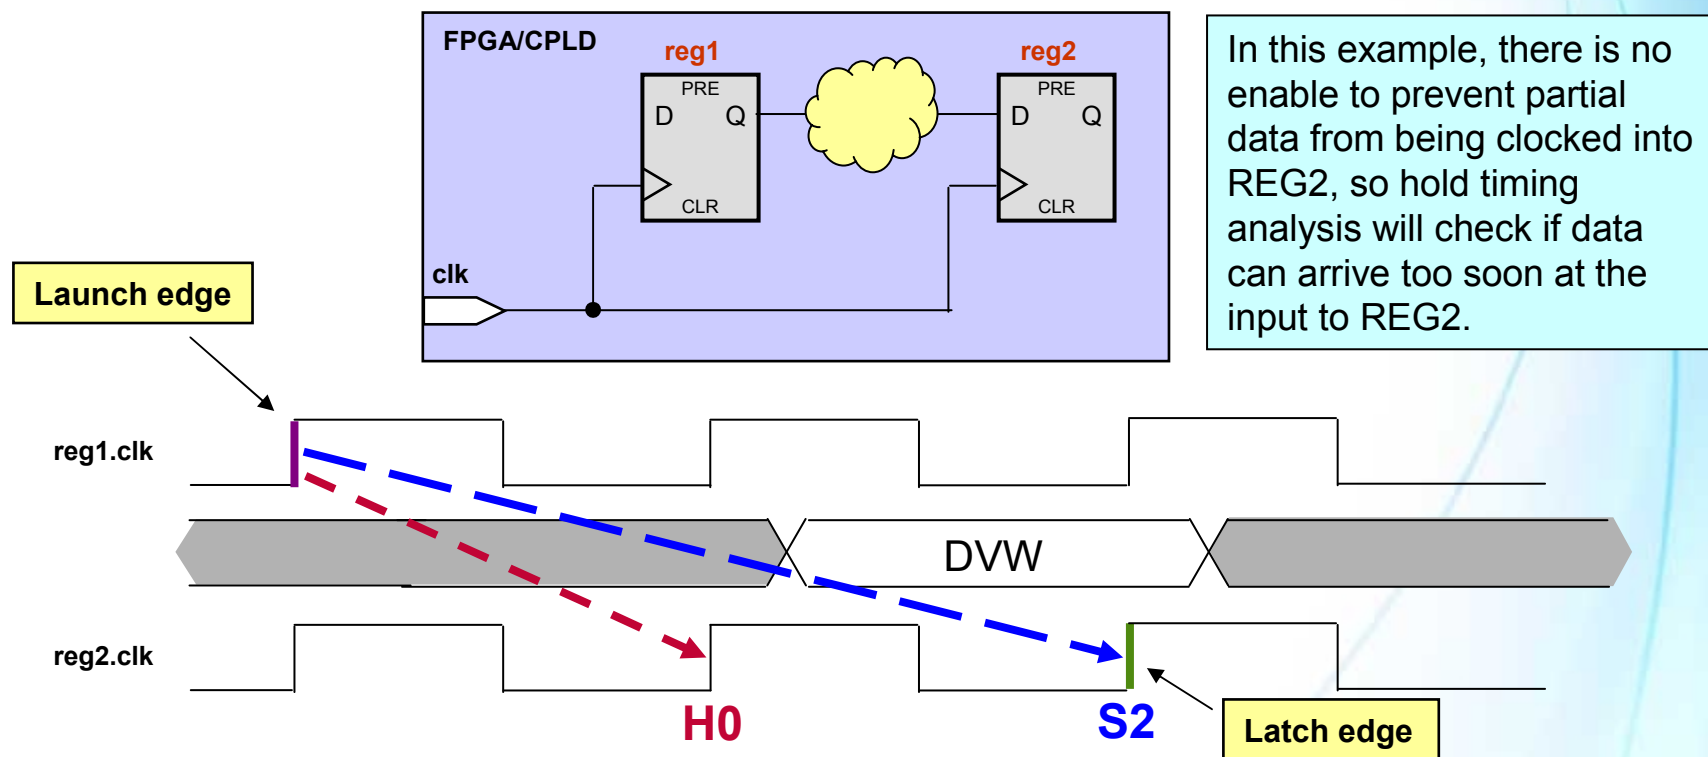 FPGA/CPLD
reg1
reg2
PRE
D Q
CLR
PRE
D Q
CLR
clk
In this example, there is no
enable to prevent partial
data from being clocked into
REG2, so hold timing
analysis will check if data
can arrive too soon at the
input to REG2.
Launch edge
reg1.clk
DVW
reg2.clk
H0
S2
Latch edge